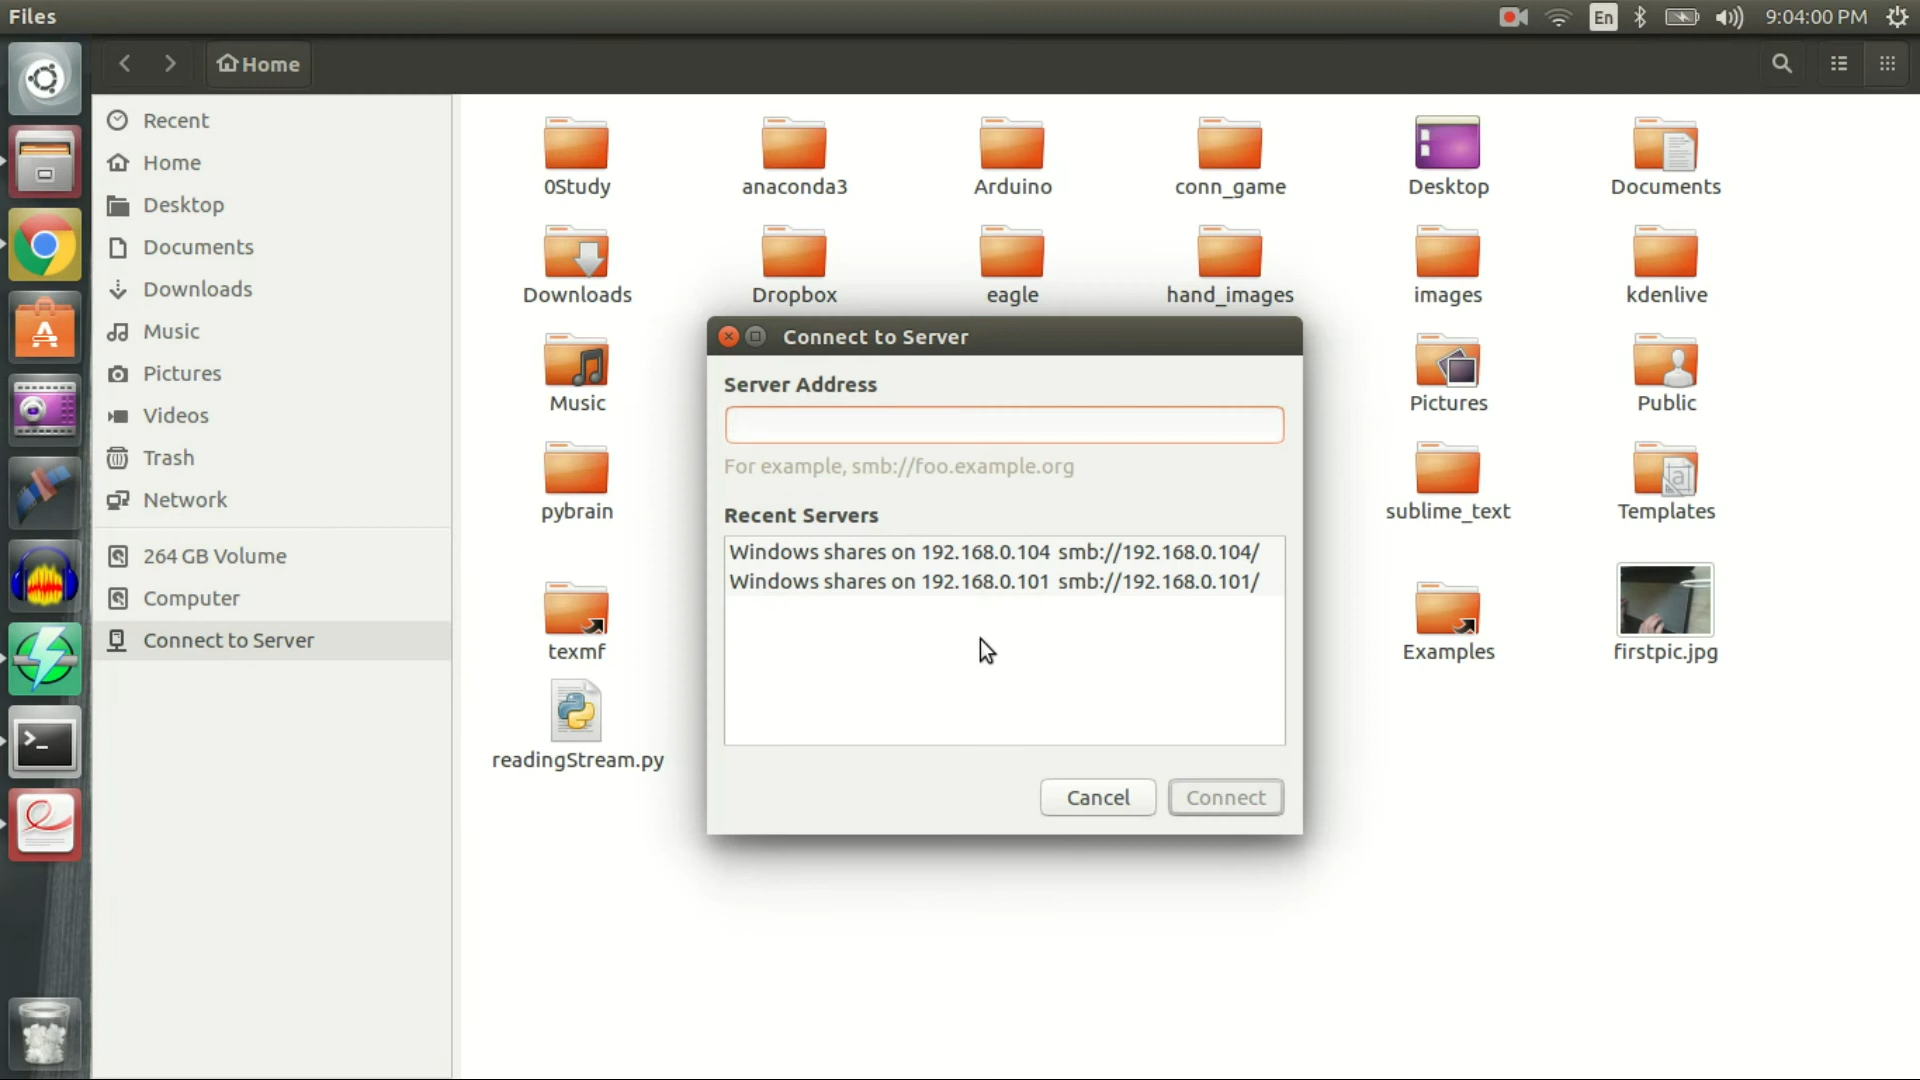 Files
En
9:04:00 PM
Home
Recent
Home
Desktop
Documents
Downloads
Music
Pictures
Videos
Trash
Network
264 GB Volume
Computer
Connect to Server
0Study
anaconda3
Arduino
conn_game
Desktop
Documents
Downloads
Dropbox
eagle
hand_images
images
kdenlive
Music
Pictures
Public
pybrain
sublime_text
Templates
texmf
Examples
firstpic.jpg
readingStream.py
Connect to Server
Server Address
For example, smb://foo.example.org
Recent Servers
Windows shares on 192.168.0.104 smb://192.168.0.104/
Windows shares on 192.168.0.101 smb://192.168.0.101/
Cancel
Connect